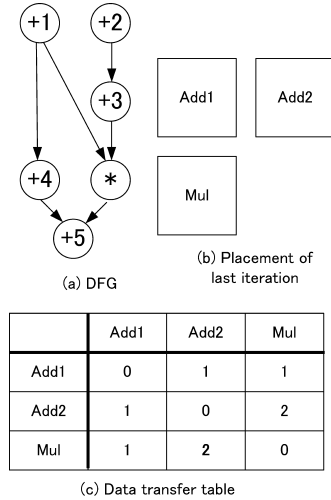 +1 +2
+3
+4 *
+5
(a) DFG
Add1 Add2
Mul
(b) Placement of
last iteration
Add1 Add2 Mul
Add1 0 1 1
Add2 1 0 2
Mul 1 2 0
(c) Data transfer table